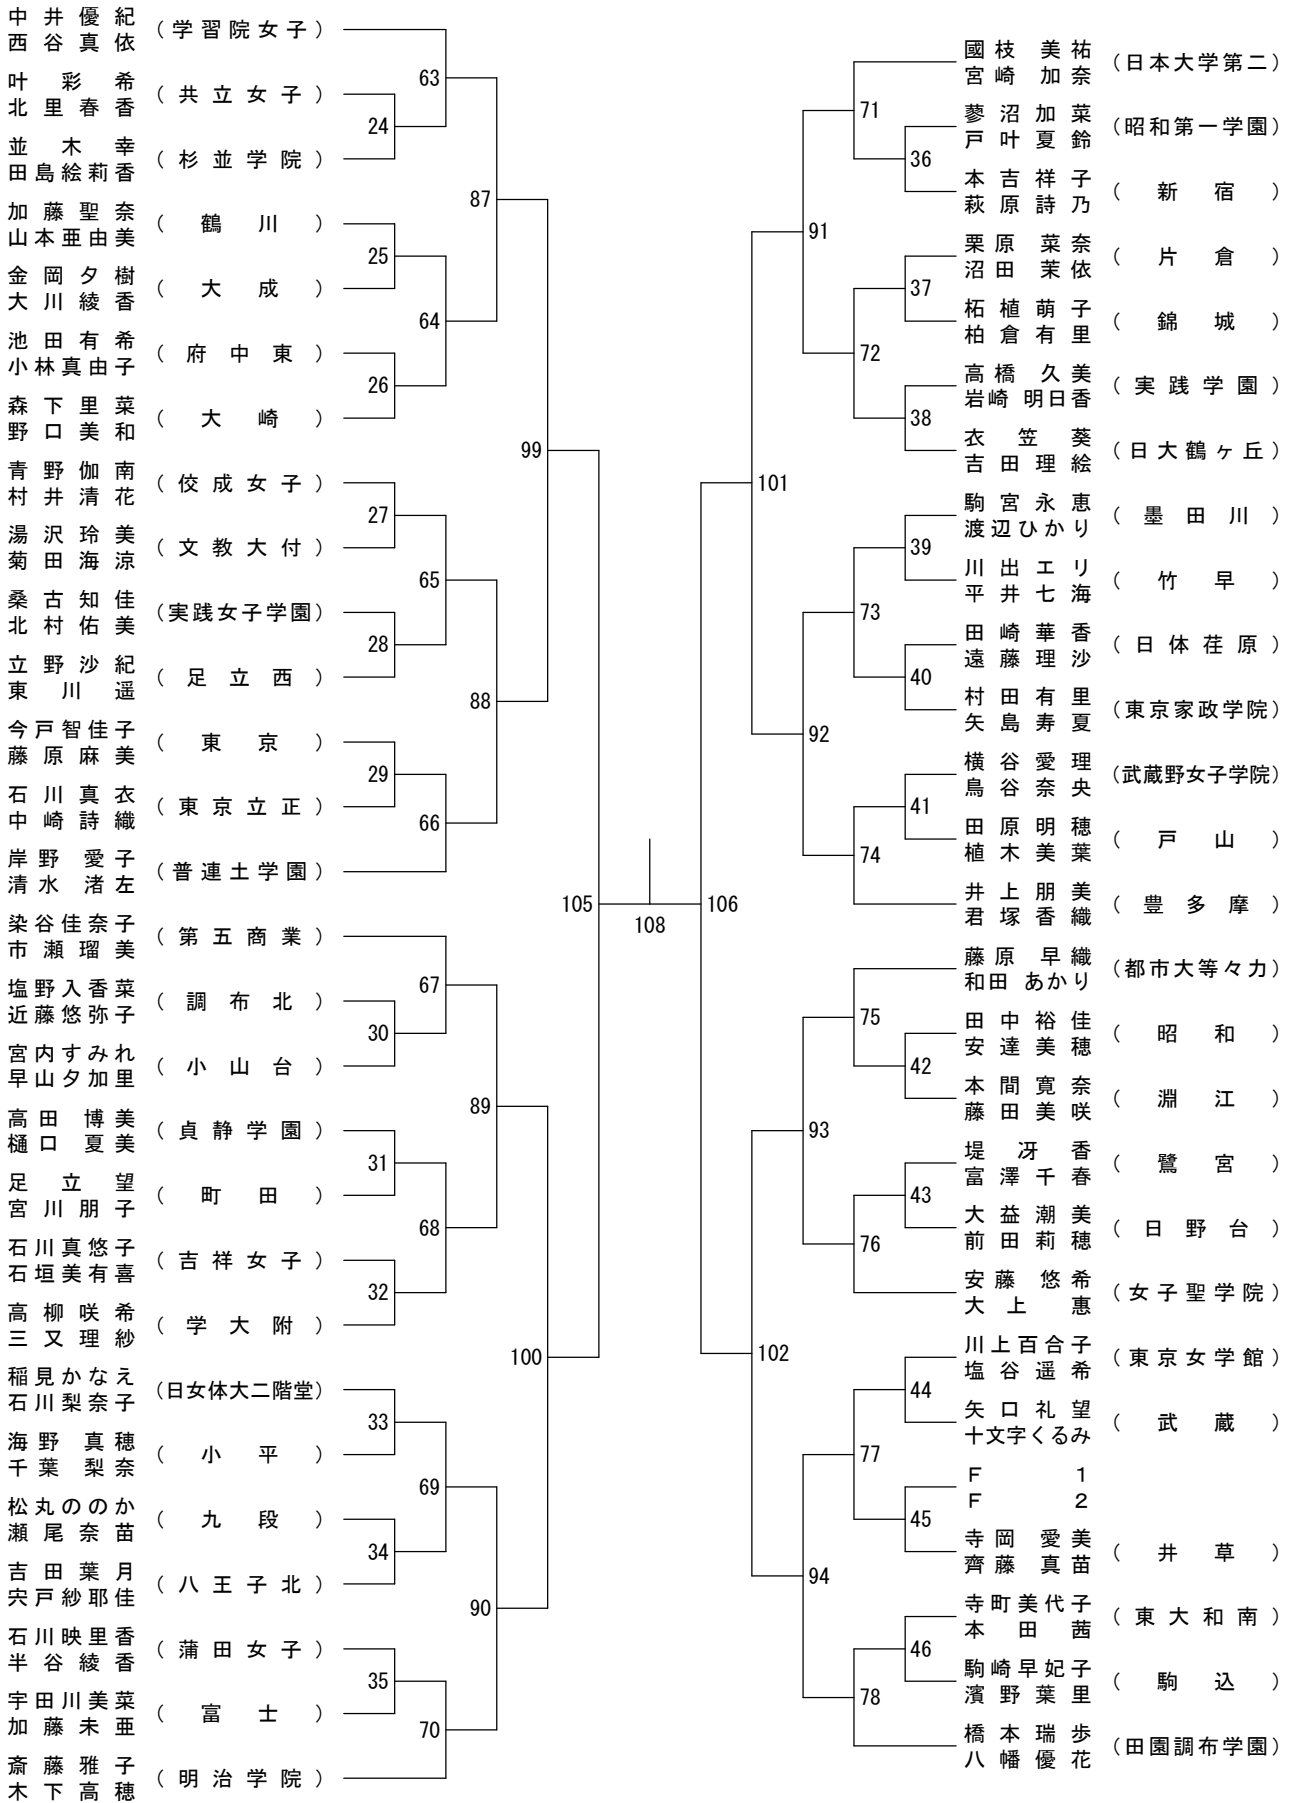 中井優紀
西谷真依
(学習院女子)
叶彩希
北里春香
(共立女子)
並木幸
田島絵莉香
(杉並学院)
加藤聖奈
山本亜由美
(鶴川)
金岡夕樹
大川綾香
(大成)
池田有希
小林真由子
(府中東)
森下里菜
野口美和
(大崎)
青野伽南
村井清花
(佼成女子)
湯沢玲美
菊田海涼
(文教大付)
桑古知佳
北村佑美
(実践女子学園)
立野沙紀
東川遥
(足立西)
今戸智佳子
藤原麻美
(東京)
石川真衣
中崎詩織
(東京立正)
岸野愛子
清水渚左
(普連土学園)
染谷佳奈子
市瀬瑠美
(第五商業)
塩野入香菜
近藤悠弥子
(調布北)
宮内すみれ
早山夕加里
(小山台)
高田博美
樋口夏美
(貞静学園)
足立望
宮川朋子
(町田)
石川真悠子
石垣美有喜
(吉祥女子)
高柳咲希
三又理紗
(学大附)
稲見かなえ
石川梨奈子
(日女体大二階堂)
海野真穂
千葉梨奈
(小平)
松丸ののか
瀬尾奈苗
(九段)
吉田葉月
宍戸紗耶佳
(八王子北)
石川映里香
半谷綾香
(蒲田女子)
宇田川美菜
加藤未亜
(富士)
斎藤雅子
木下高穂
(明治学院)
63
24
87
25
64
26
99
27
65
28
88
29
66
105
67
30
89
31
68
32
100
33
69
34
90
35
70
108
106
71
36
91
37
72
38
101
39
73
40
92
41
74
75
42
93
43
76
102
44
77
45
94
46
78
國枝美祐
宮崎加奈
(日本大学第二)
蓼沼加菜
戸叶夏鈴
(昭和第一学園)
本吉祥子
萩原詩乃
(新宿)
栗原菜奈
沼田茉依
(片倉)
柘植萌子
柏倉有里
(錦城)
高橋久美
岩崎明日香
(実践学園)
衣笠葵
吉田理絵
(日大鶴ヶ丘)
駒宮永恵
渡辺ひかり
(墨田川)
川出エリ
平井七海
(竹早)
田崎華香
遠藤理沙
(日体荏原)
村田有里
矢島寿夏
(東京家政学院)
横谷愛理
鳥谷奈央
(武蔵野女子学院)
田原明穂
植木美葉
(戸山)
井上朋美
君塚香織
(豊多摩)
藤原早織
和田あかり
(都市大等々力)
田中裕佳
安達美穂
(昭和)
本間寛奈
藤田美咲
(淵江)
堤冴香
富澤千春
(鷺宮)
大益潮美
前田莉穂
(日野台)
安藤悠希
大上惠
(女子聖学院)
川上百合子
塩谷遥希
(東京女学館)
矢口礼望
十文字くるみ
(武蔵)
F 1
F 2
寺岡愛美
齊藤真苗
(井草)
寺町美代子
本田茜
(東大和南)
駒崎早妃子
濱野葉里
(駒込)
橋本瑞歩
八幡優花
(田園調布学園)